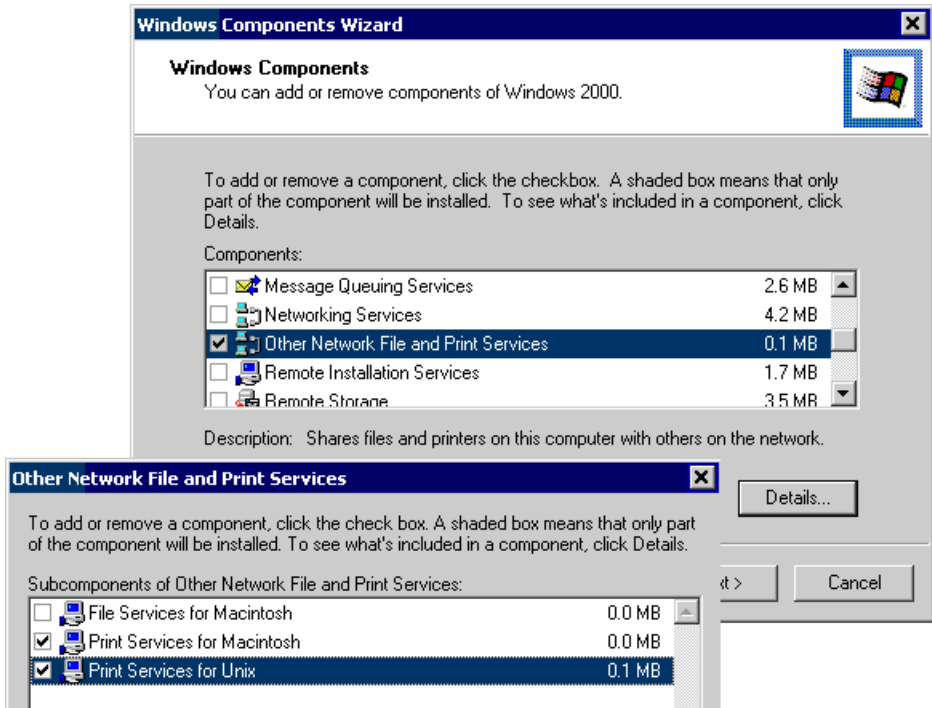 Windows Components Wizard
Windows Components
You can add or remove components of Windows 2000.
To add or remove a component, click the checkbox. A shaded box means that only
part of the component will be installed. To see what's included in a component, click
Details.
Components:
Message Queuing Services 2.6 MB
Networking Services 4.2 MB
Other Network File and Print Services 0.1 MB
Remote Installation Services 1.7 MB
Remote Storage 3.5 MB
Description: Shares files and printers on this computer with others on the network.
Details...
Cancel
Other Network File and Print Services
To add or remove a component, click the check box. A shaded box means that only part
of the component will be installed. To see what's included in a component, click Details.
Subcomponents of Other Network File and Print Services:
File Services for Macintosh 0.0 MB
Print Services for Macintosh 0.0 MB
Print Services for Unix 0.1 MB